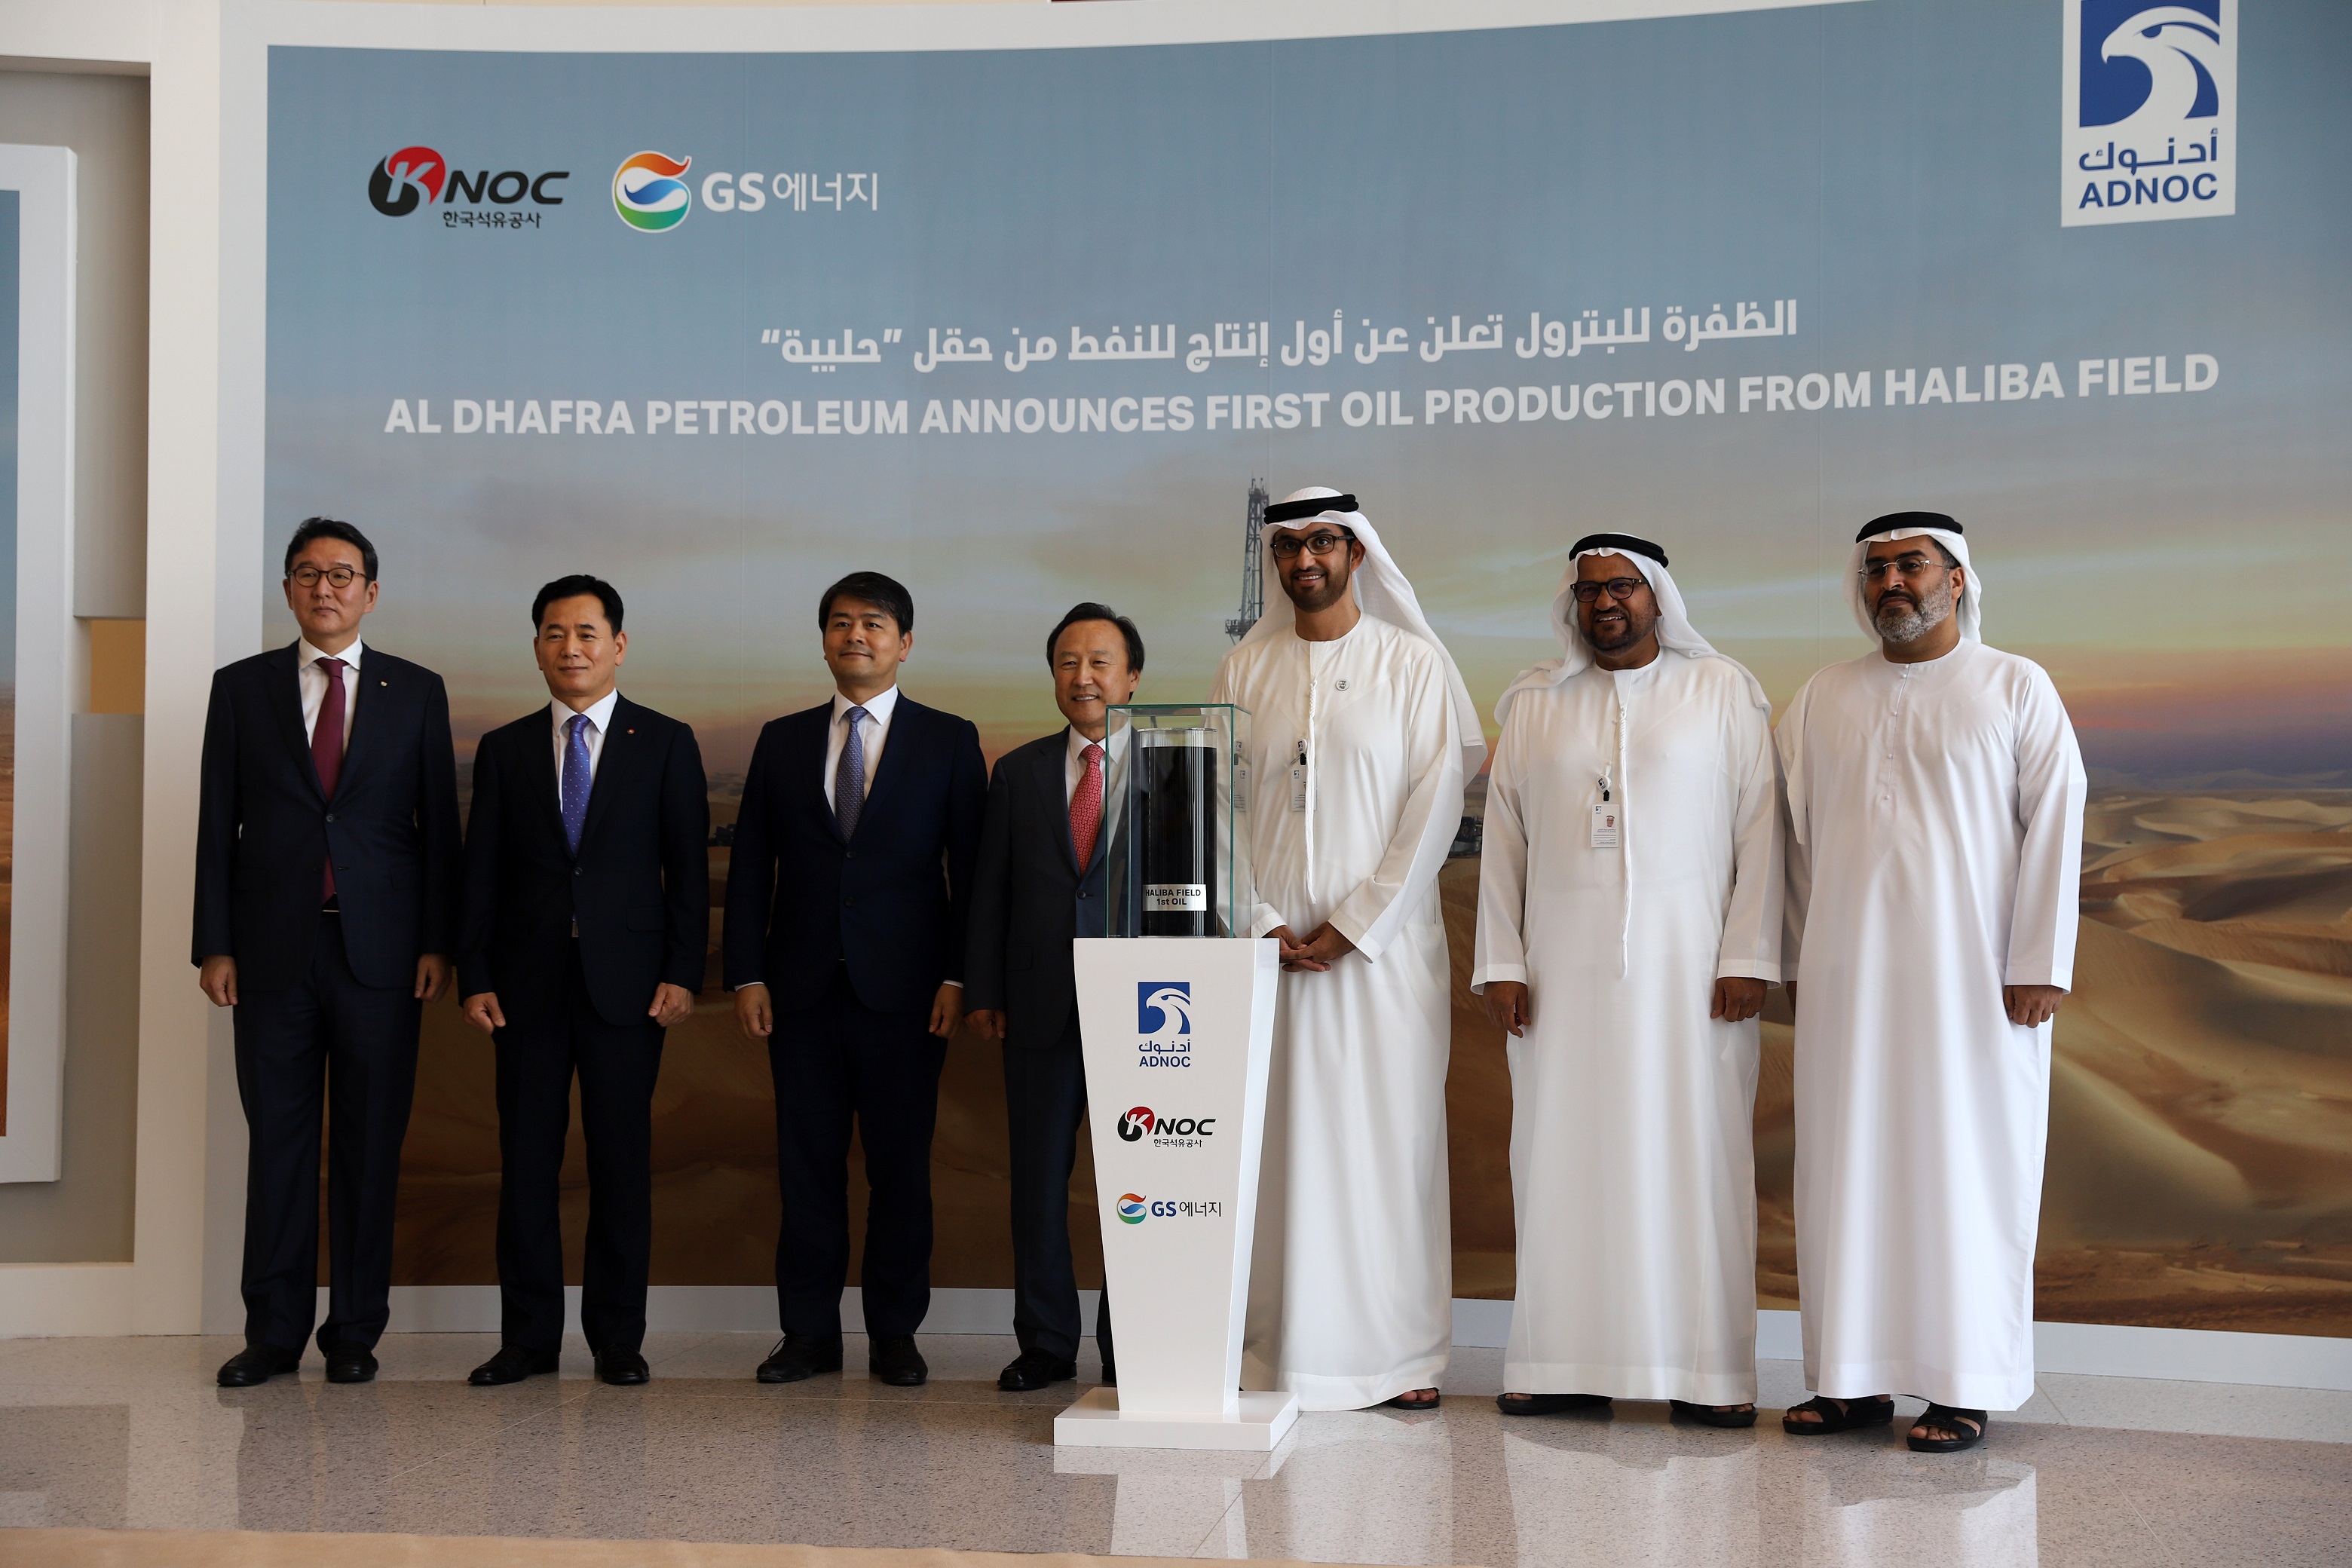 KNOC
한국석유공사
GS에너지
أدنوك
ADNOC
الظفرة للبترول تعلن عن أول إنتاج للنفط من حقل "حليبة"
AL DHAFRA PETROLEUM ANNOUNCES FIRST OIL PRODUCTION FROM HALIBA FIELD
HALIBA FIELD
1st OIL
أدنوك
ADNOC
KNOC
한국석유공사
GS에너지